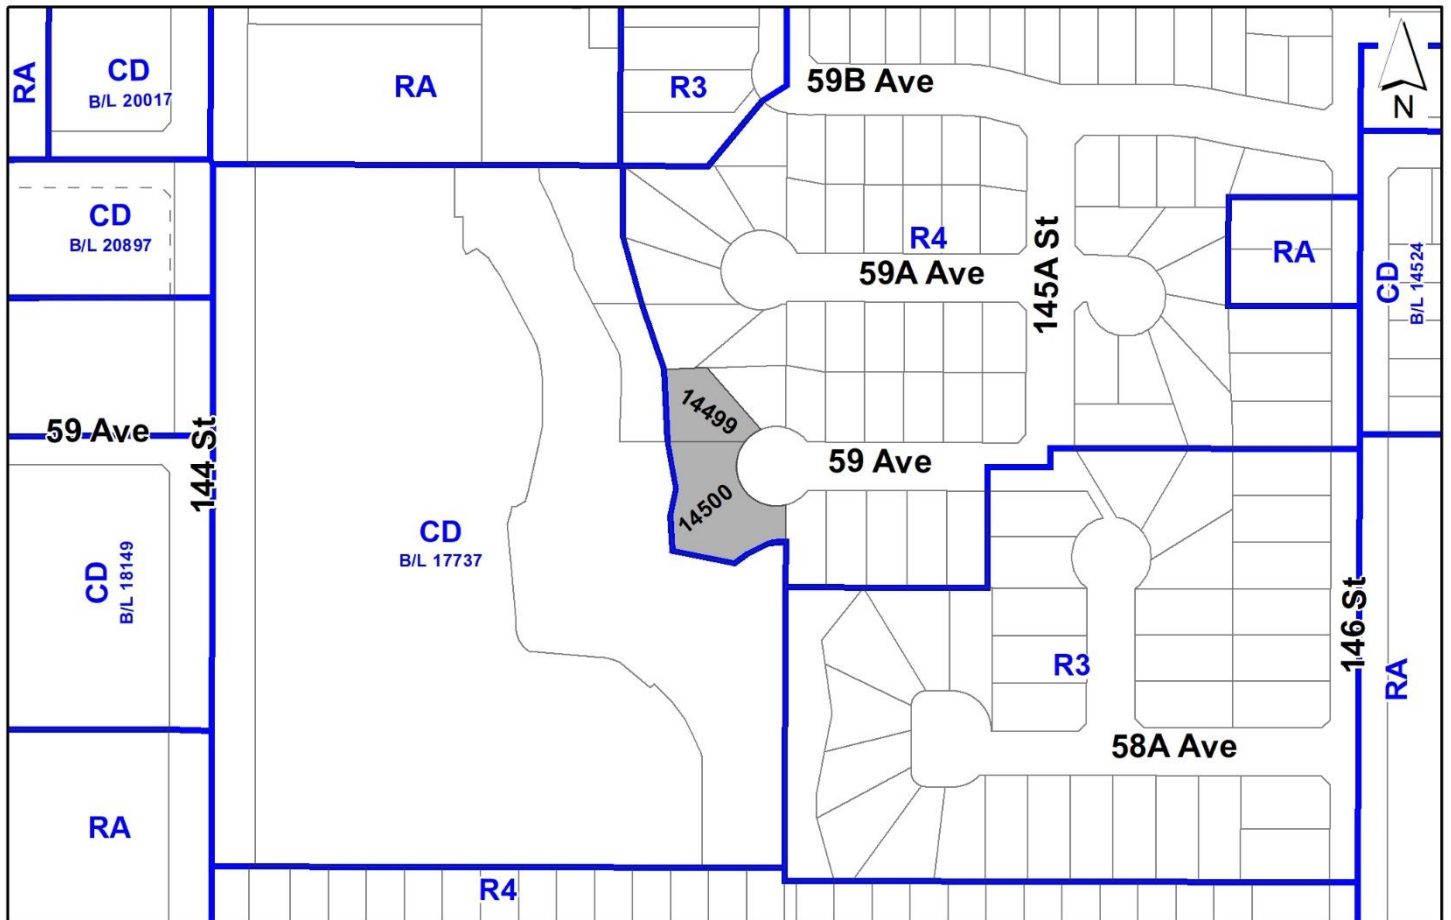 RA
CD
B/L 20017
RA
R3
59B Ave
N
CD
B/L 20897
R4
59A Ave
145A St
RA
CD
B/L 14524
59 Ave
144 St
14499
14500
59 Ave
CD
B/L 17737
CD
B/L 18149
146 St
R3
RA
58A Ave
RA
R4